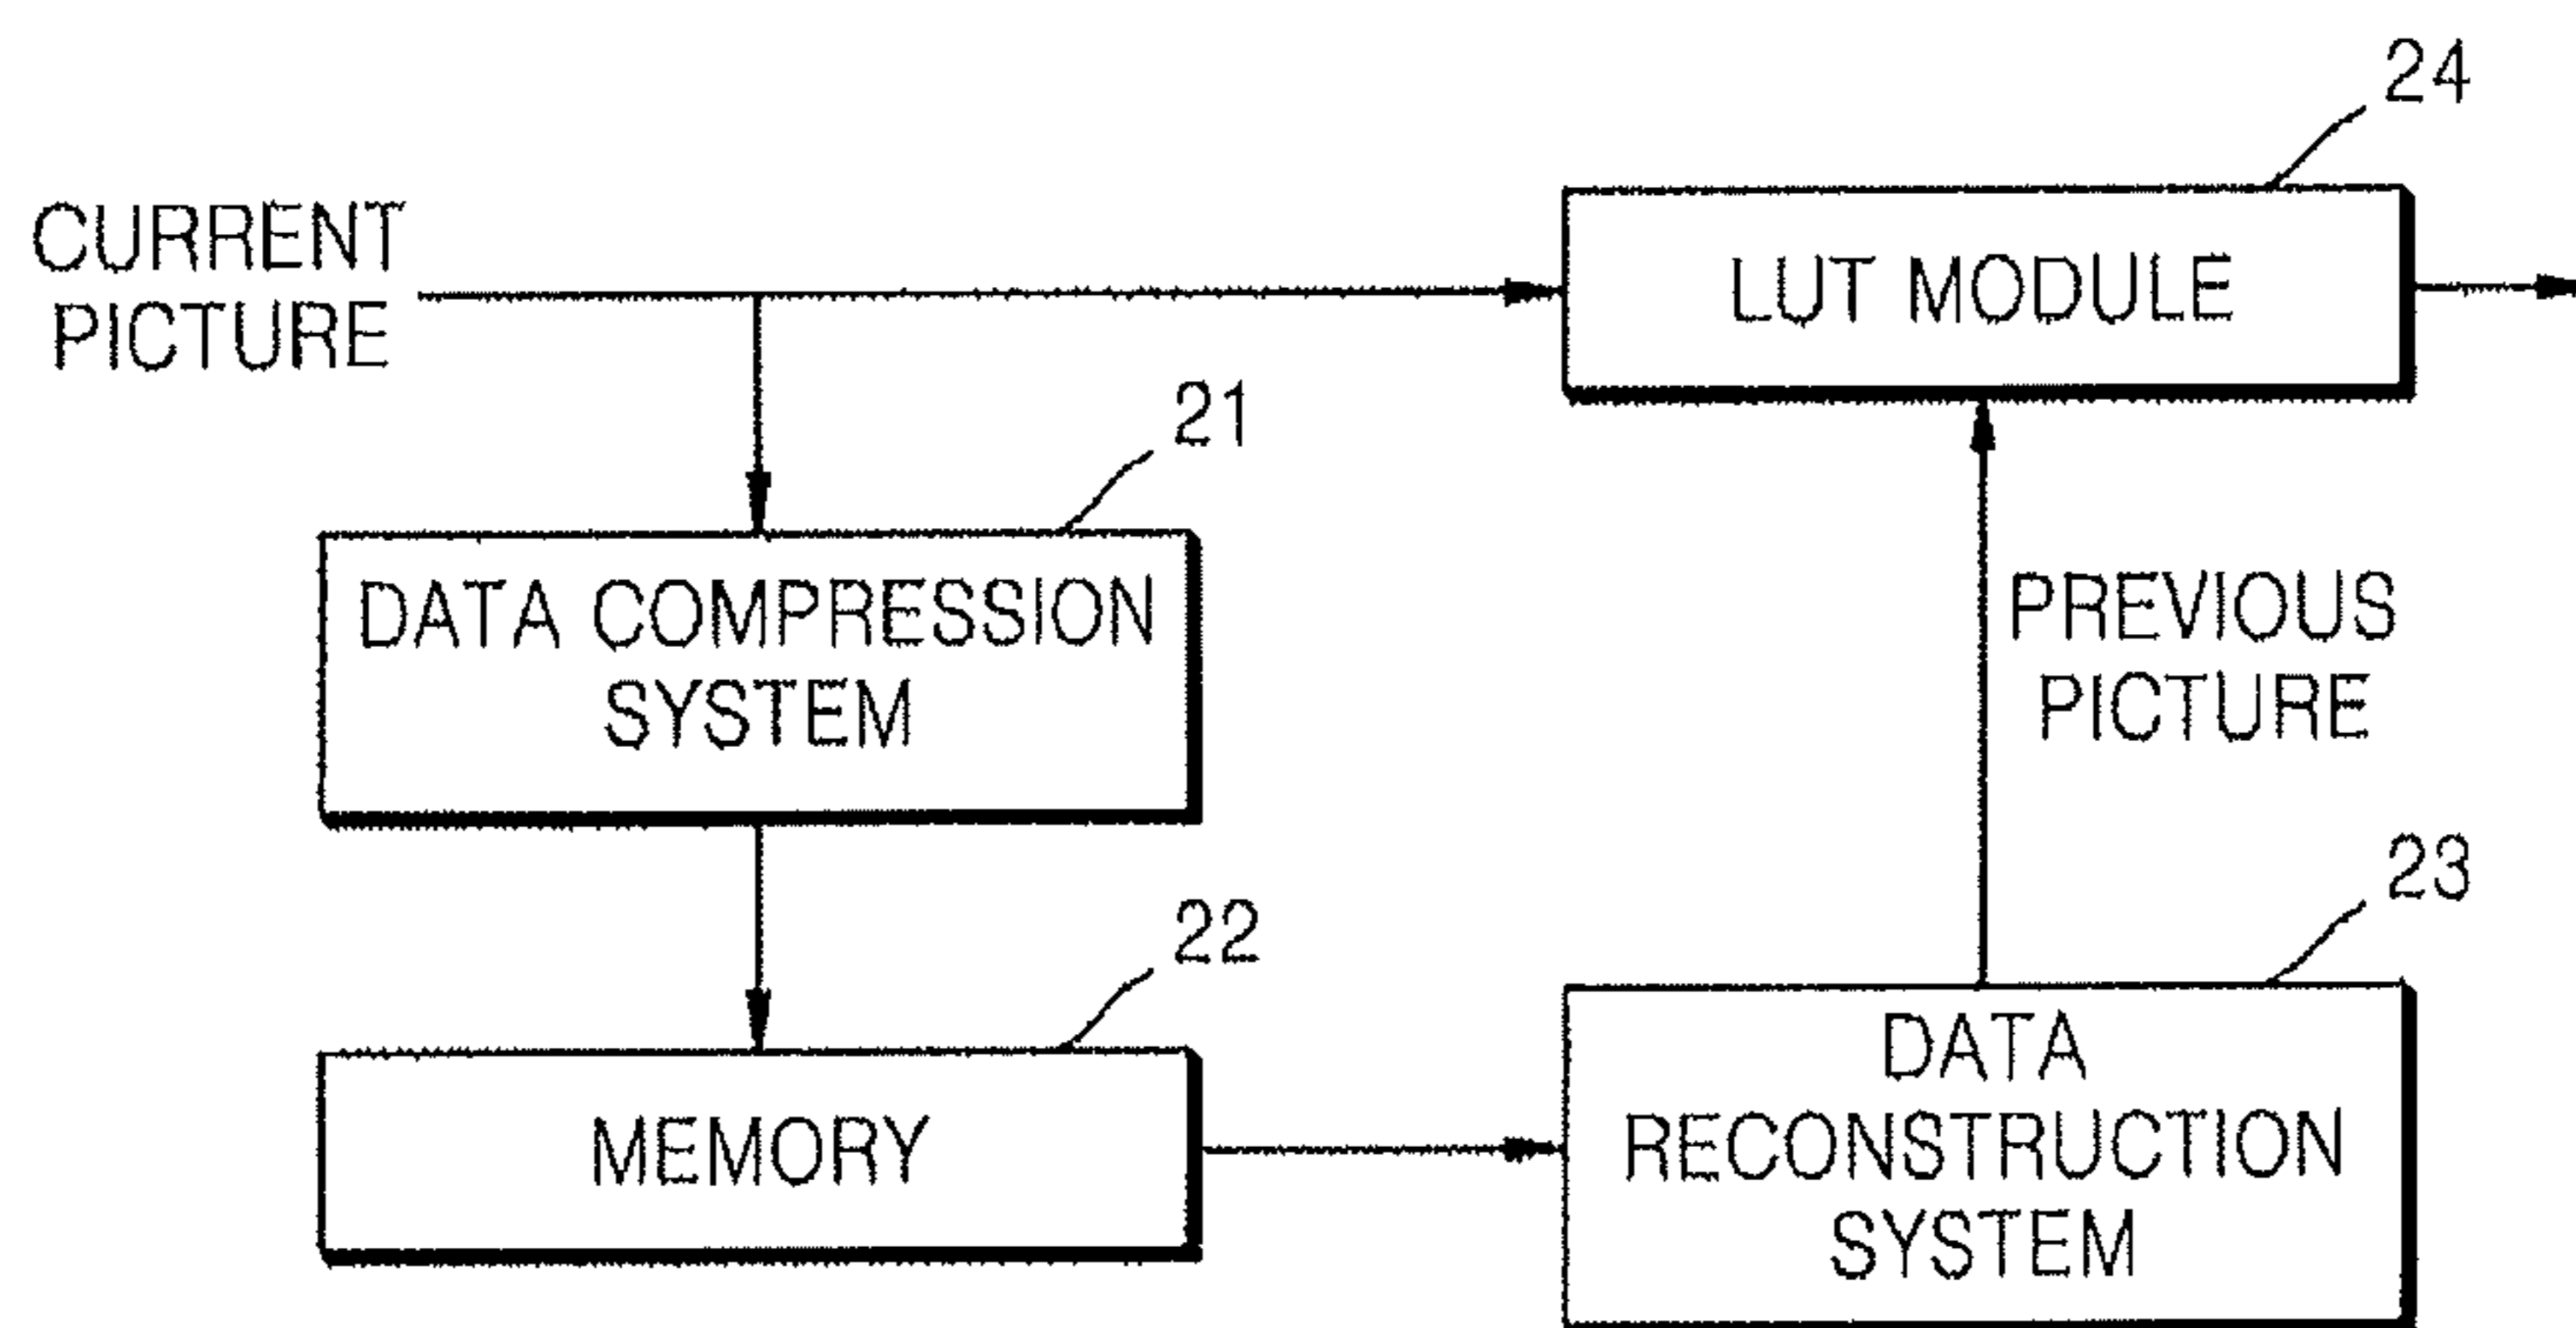 24
CURRENT
PICTURE
LUT MODULE
21
DATA COMPRESSION
SYSTEM
PREVIOUS
PICTURE
22
MEMORY
23
DATA
RECONSTRUCTION
SYSTEM